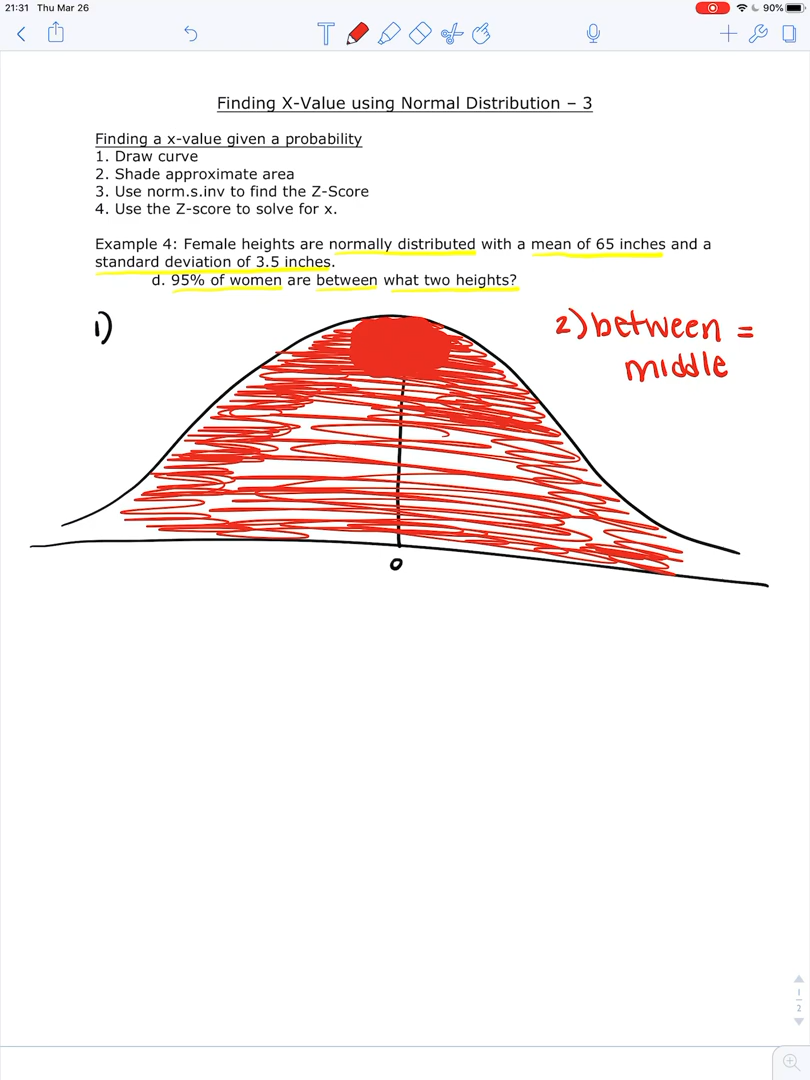 21:31 Thu Mar 26
90%
T
Finding X-Value using Normal Distribution – 3
Finding a x-value given a probability
1. Draw curve
2. Shade approximate area
3. Use norm.s.inv to find the Z-Score
4. Use the Z-score to solve for x.
Example 4: Female heights are normally distributed with a mean of 65 inches and a
standard deviation of 3.5 inches.
d. 95% of women are between what two heights?
1)
2) between =
middle
0
1
2